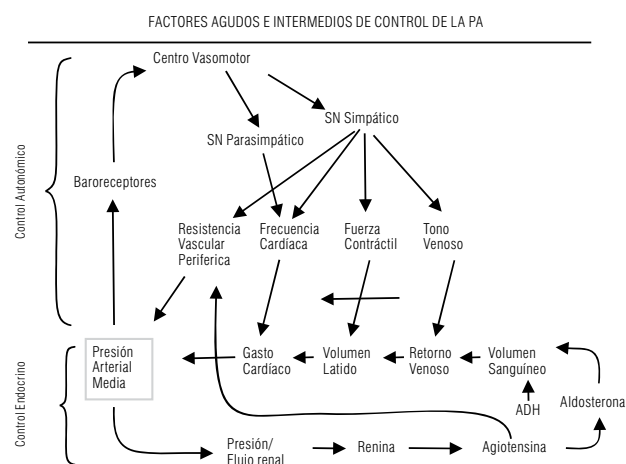 FACTORES AGUDOS E INTERMEDIOS DE CONTROL DE LA PA
Centro Vasomotor
SN Simpático
SN Parasimpático
Baroreceptores
Control Autonómico
Resistencia
Vascular
Periferica
Frecuencia
Cardíaca
Fuerza
Contráctil
Tono
Venoso
Presión
Arterial
Media
Gasto
Cardíaco
Volumen
Latido
Retorno
Venoso
Volumen
Sanguíneo
ADH
Aldosterona
Control Endocrino
Presión/
Flujo renal
Renina
Agiotensina